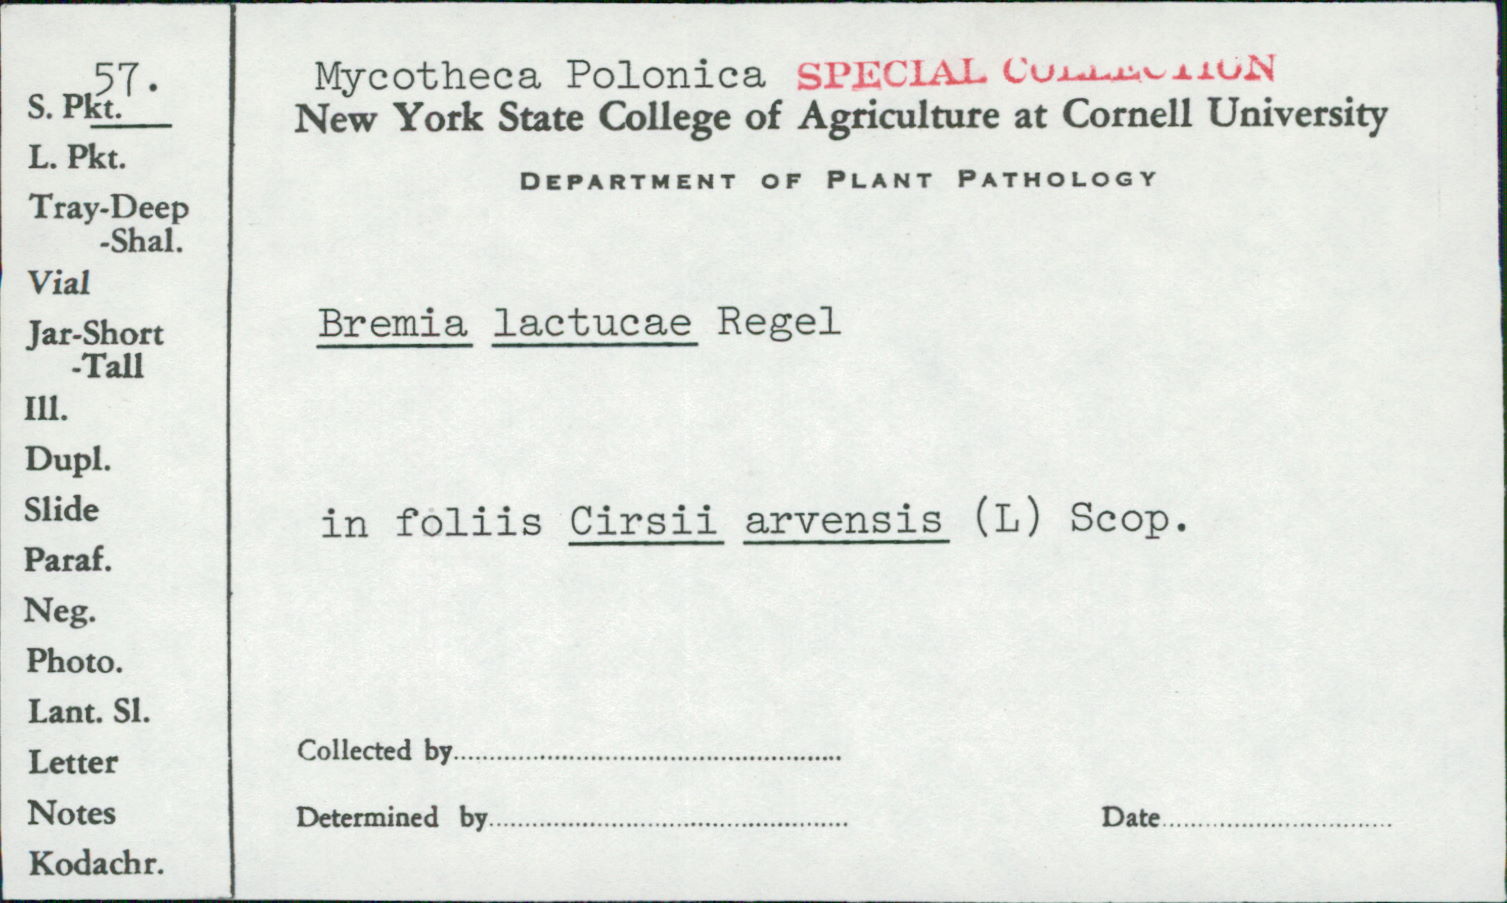 57.
S. Pkt.
L. Pkt.
Tray-Deep
-Shal.
Vial
Jar-Short
-Tall
Ill.
Dupl.
Slide
Paraf.
Neg.
Photo.
Lant. Sl.
Letter
Notes
Kodachr.
Mycotheca Polonica SPECIAL COLLECTION
New York State College of Agriculture at Cornell University
DEPARTMENT OF PLANT PATHOLOGY
Bremia lactucae Regel
in foliis Cirsii arvensis (L) Scop.
Collected by
Determined by
Date